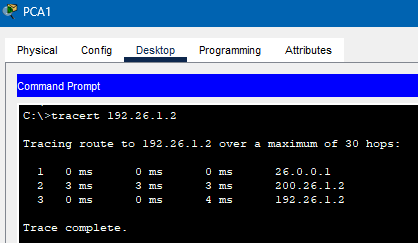 PCA1
Physical Config Desktop Programming Attributes
Command Prompt
C:\>tracert 192.26.1.2
Tracing route to 192.26.1.2 over a maximum of 30 hops:
1 0 ms 0 ms 0 ms 26.0.0.1
2 3 ms 3 ms 3 ms 200.26.1.2
3 0 ms 0 ms 4 ms 192.26.1.2
Trace complete.